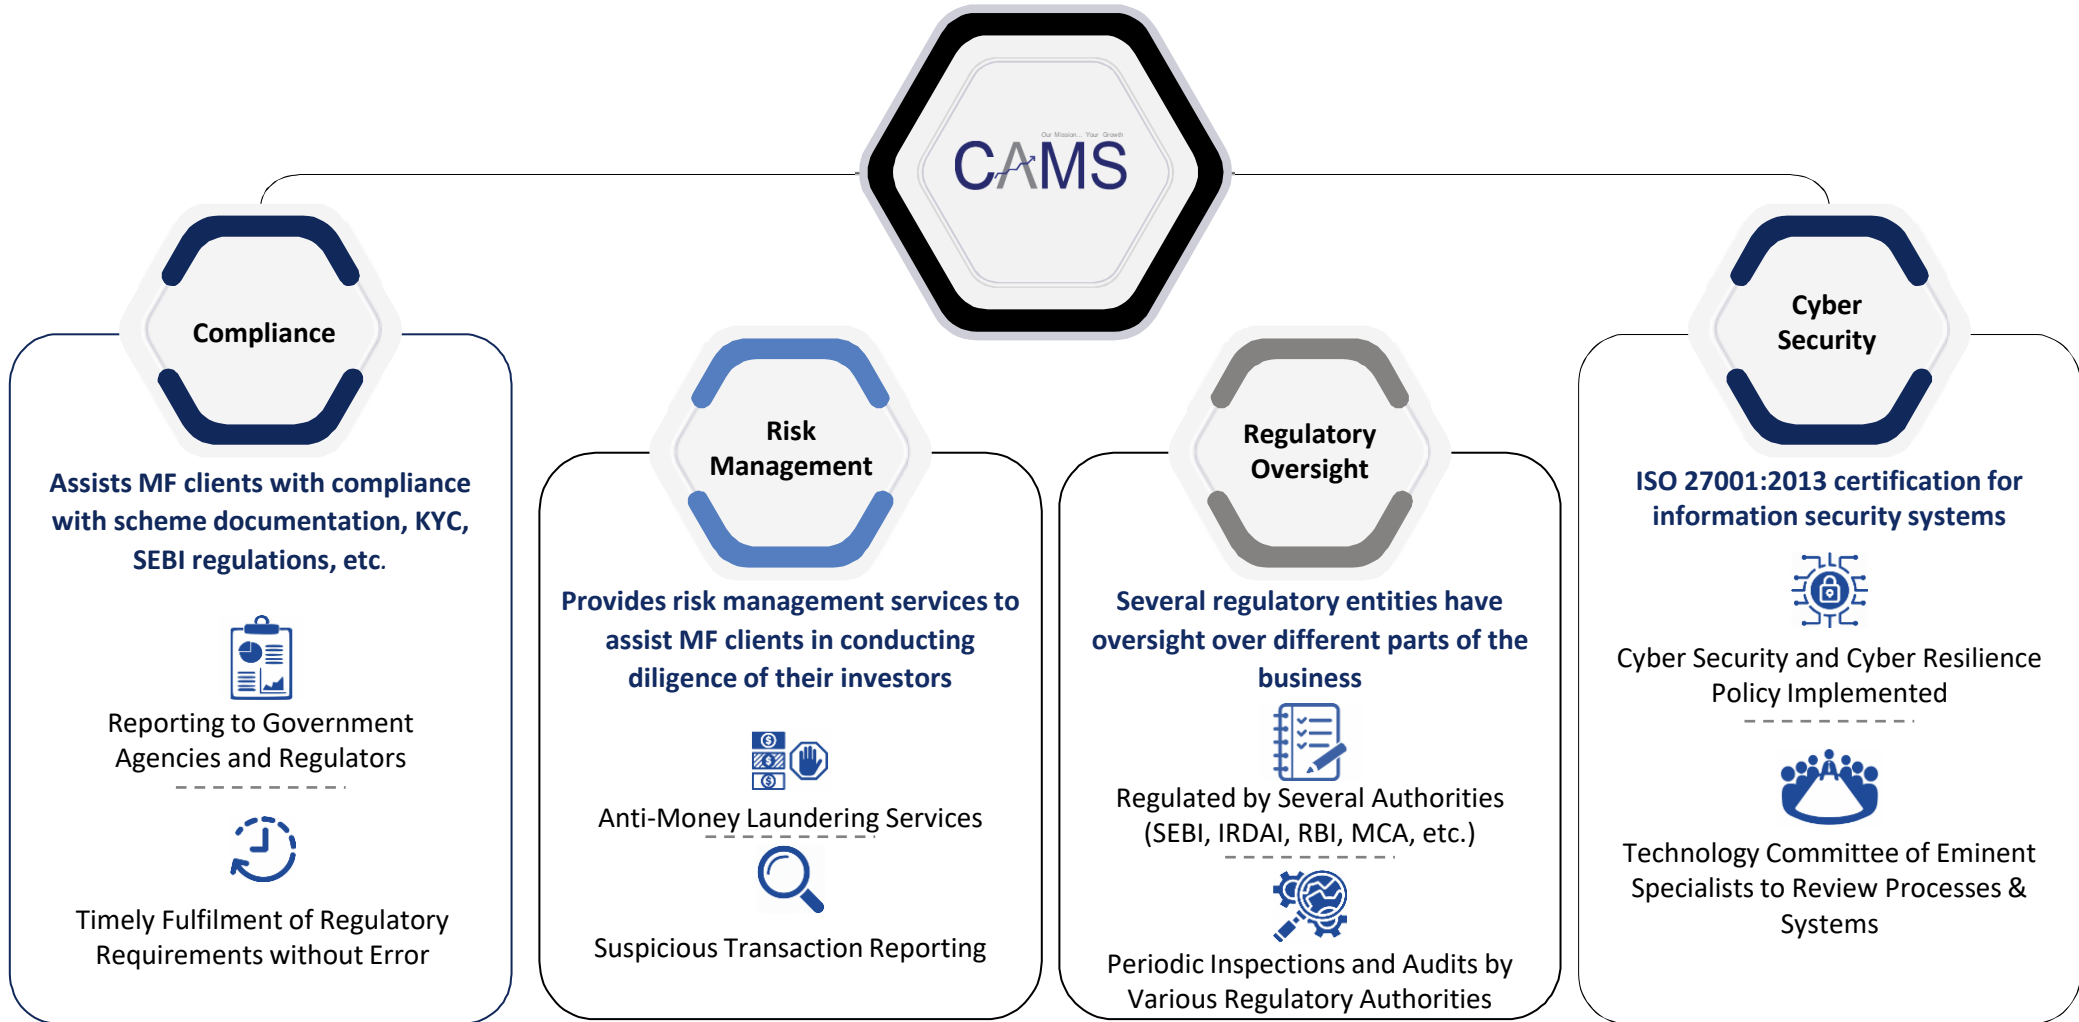 Our Mission... Your Growth
CAMS
Compliance
Assists MF clients with compliance
with scheme documentation, KYC,
SEBI regulations, etc.
Reporting to Government
Agencies and Regulators
Timely Fulfilment of Regulatory
Requirements without Error
Risk
Management
Provides risk management services to
assist MF clients in conducting
diligence of their investors
Anti-Money Laundering Services
Suspicious Transaction Reporting
Regulatory
Oversight
Several regulatory entities have
oversight over different parts of the
business
Regulated by Several Authorities
(SEBI, IRDAI, RBI, MCA, etc.)
Periodic Inspections and Audits by
Various Regulatory Authorities
Cyber
Security
ISO 27001:2013 certification for
information security systems
Cyber Security and Cyber Resilience
Policy Implemented
Technology Committee of Eminent
Specialists to Review Processes &
Systems